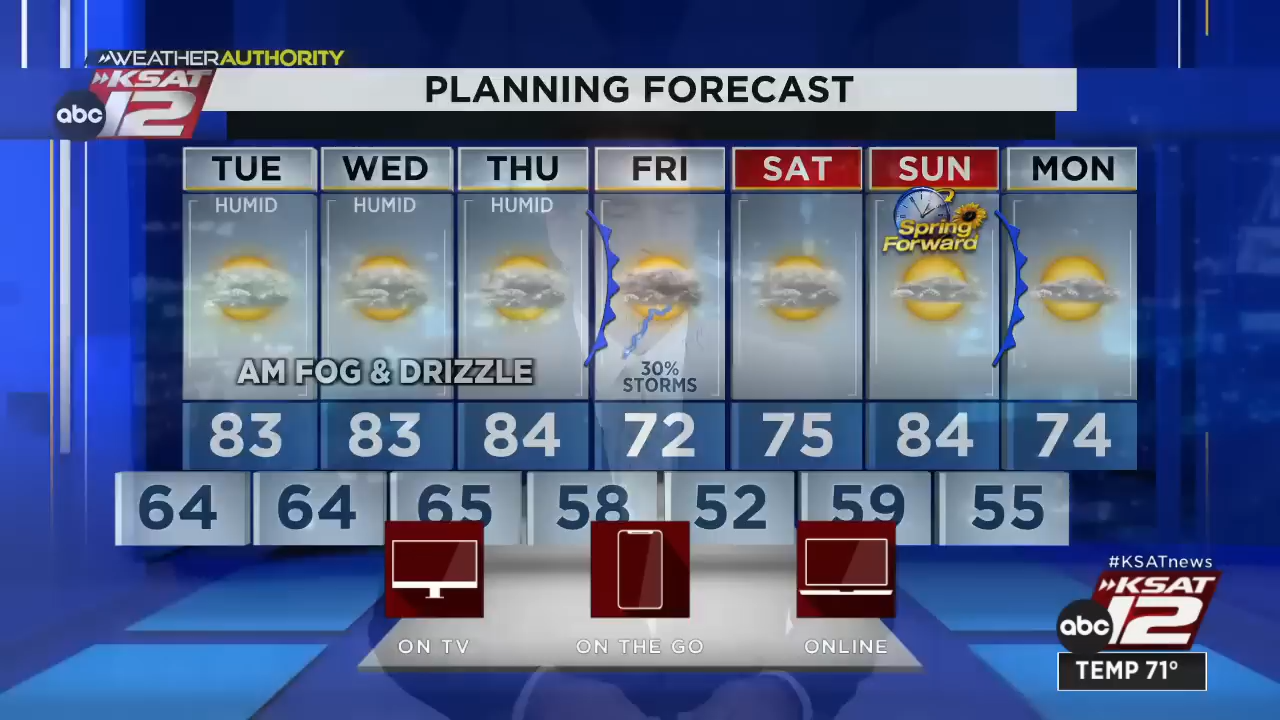 WEATHERAUTHORITY
KSAT
abc 12
PLANNING FORECAST
TUE WED THU FRI SAT SUN MON
HUMID HUMID HUMID
Spring
Forward
AM FOG & DRIZZLE
30%
STORMS
83 83 84 72 75 84 74
64 64 65 58 52 59 55
#KSATnews
KSAT
abc 12
ON TV ON THE GO ONLINE
TEMP 71°